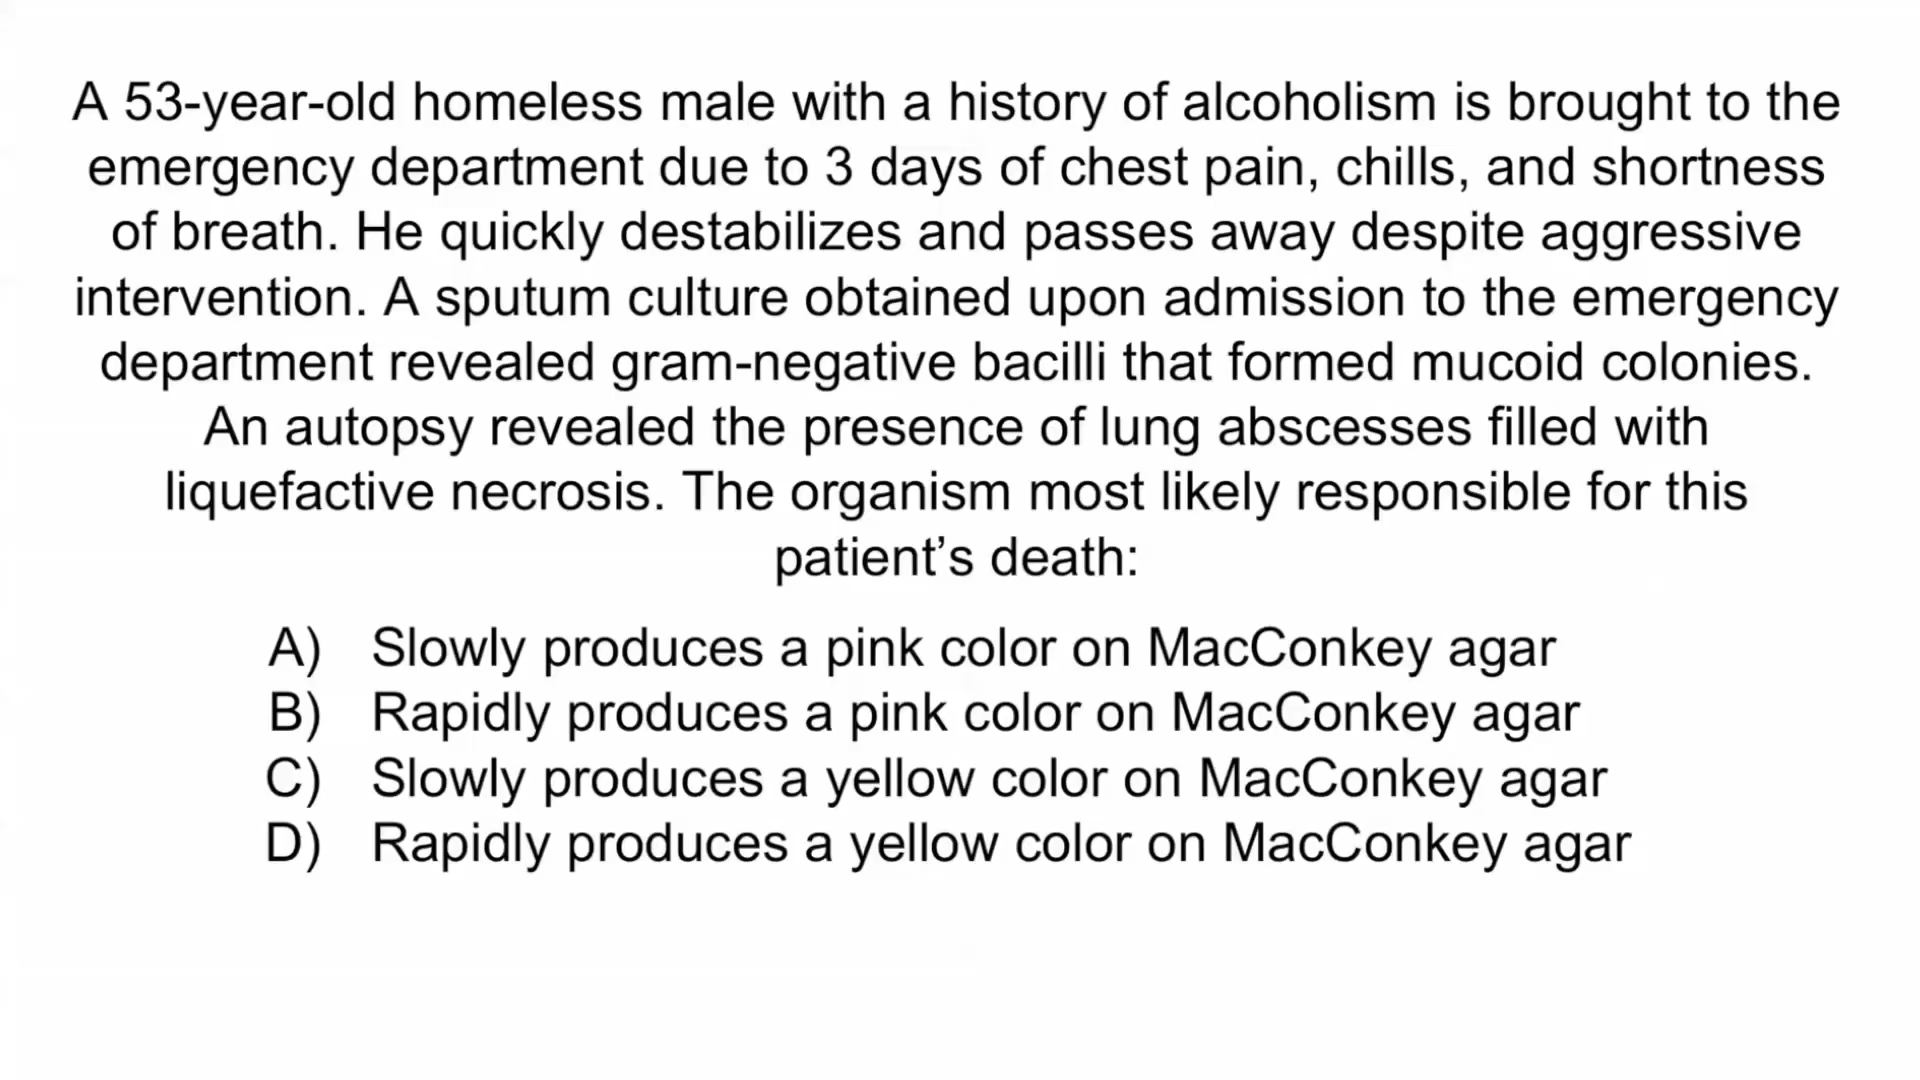 A 53-year-old homeless male with a history of alcoholism is brought to the
emergency department due to 3 days of chest pain, chills, and shortness
of breath. He quickly destabilizes and passes away despite aggressive
intervention. A sputum culture obtained upon admission to the emergency
department revealed gram-negative bacilli that formed mucoid colonies.
An autopsy revealed the presence of lung abscesses filled with
liquefactive necrosis. The organism most likely responsible for this
patient’s death:
A) Slowly produces a pink color on MacConkey agar
B) Rapidly produces a pink color on MacConkey agar
C) Slowly produces a yellow color on MacConkey agar
D) Rapidly produces a yellow color on MacConkey agar